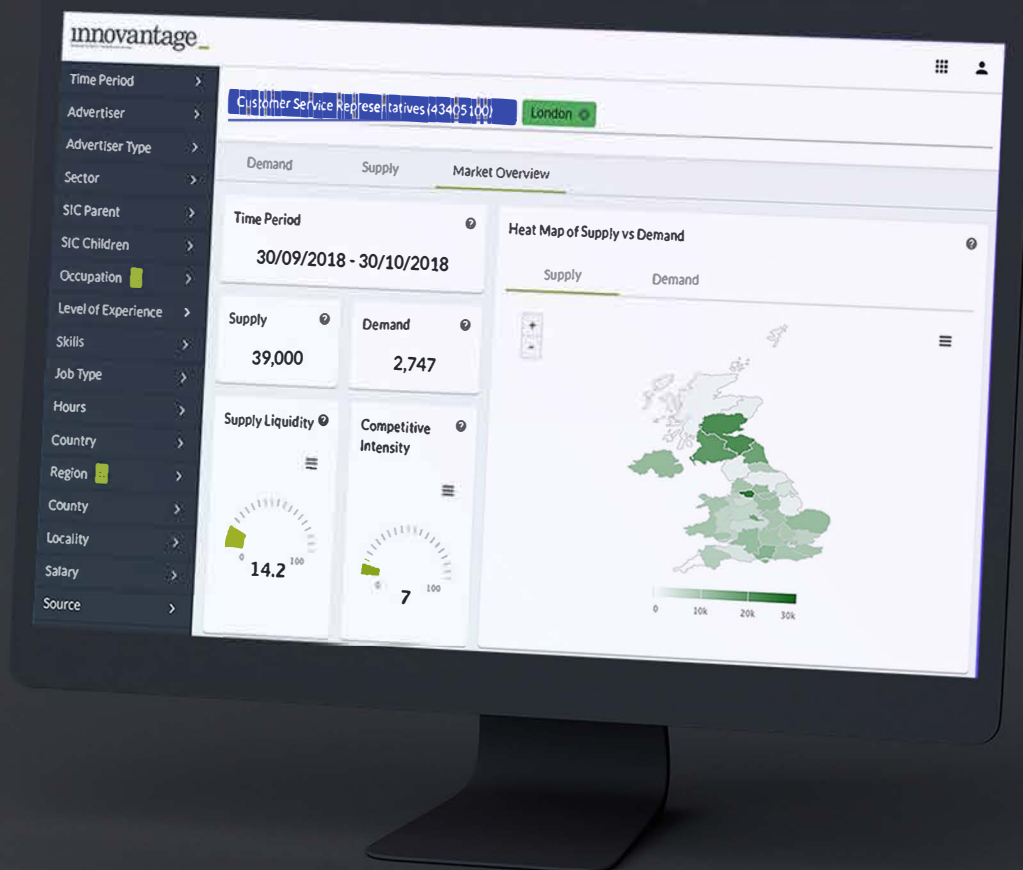 innovantage_
Time Period
Advertiser
Advertiser Type
Sector
SIC Parent
SIC Children
Occupation
Level of Experience
Skills
Job Type
Hours
Country
Region
County
Locality
Salary
Source
Customer Service Representatives (43405100)
London
Demand
Supply
Market Overview
Time Period
30/09/2018 - 30/10/2018
Supply
39,000
Demand
2,747
Supply Liquidity
0
100
14.2
Competitive
Intensity
0
100
7
Heat Map of Supply vs Demand
Supply
Demand
+
-
0
10k
20k
30k